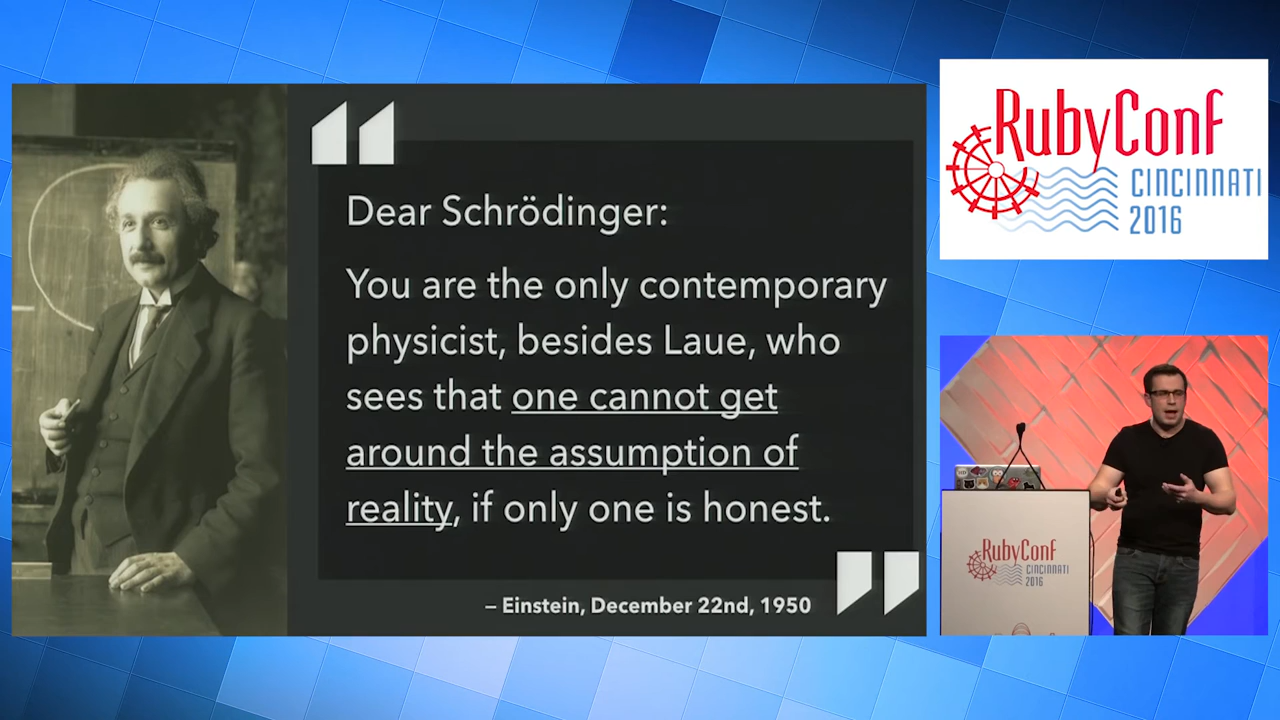 Dear Schrödinger:
You are the only contemporary
physicist, besides Laue, who
sees that one cannot get
around the assumption of
reality, if only one is honest.
– Einstein, December 22nd, 1950
RubyConf
CINCINNATI
2016
RubyConf
CINCINNATI
2016